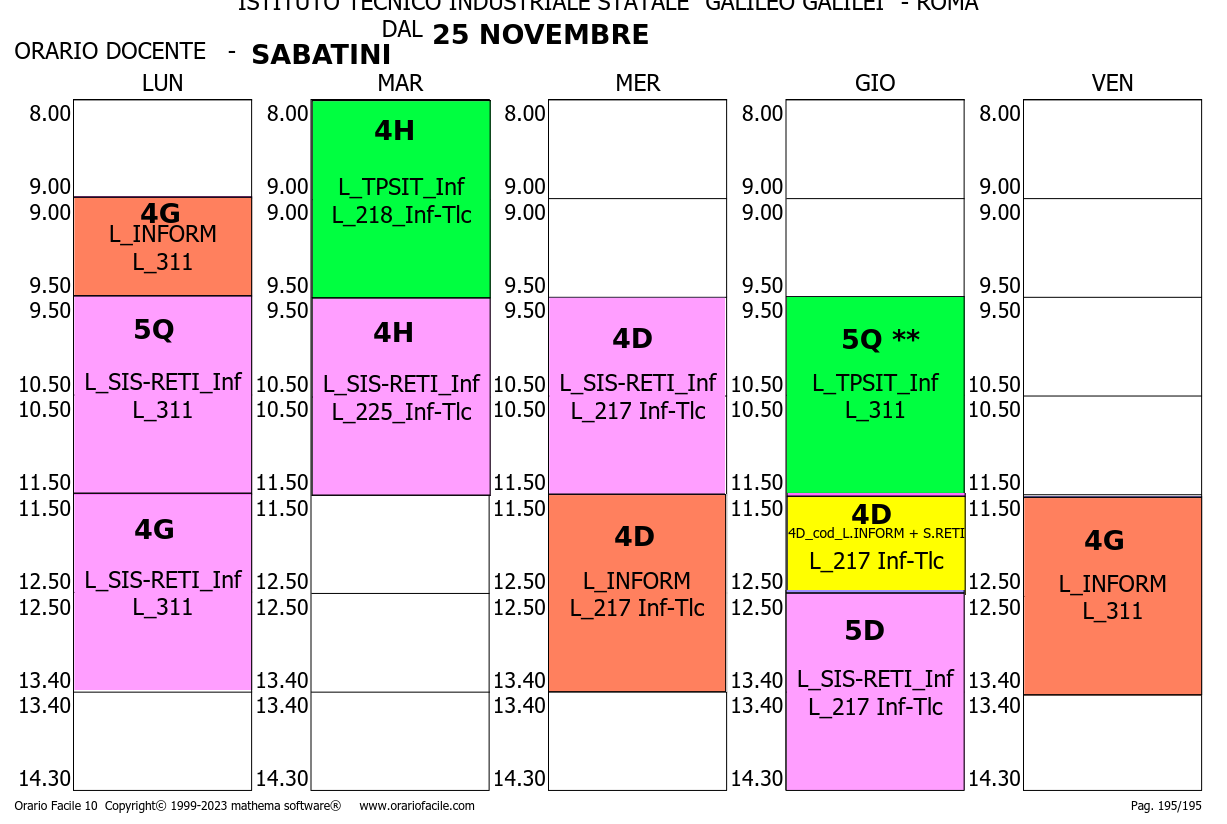 ISTITUTO TECNICO INDUSTRIALE STATALE "GALILEO GALILEI" - ROMA
DAL 25 NOVEMBRE
ORARIO DOCENTE - SABATINI
LUN
8.00
9.00
9.00
4G
L_INFORM
L_311
9.50
9.50
5Q
L_SIS-RETI_Inf
L_311
10.50
10.50
11.50
11.50
4G
L_SIS-RETI_Inf
L_311
12.50
12.50
13.40
13.40
14.30
MAR
8.00
4H
L_TPSIT_Inf
L_218_Inf-Tlc
9.00
9.00
9.50
9.50
4H
L_SIS-RETI_Inf
L_225_Inf-Tlc
10.50
10.50
11.50
11.50
12.50
12.50
13.40
13.40
14.30
MER
8.00
9.00
9.00
9.50
9.50
4D
L_SIS-RETI_Inf
L_217 Inf-Tlc
10.50
10.50
11.50
11.50
4D
L_INFORM
L_217 Inf-Tlc
12.50
12.50
13.40
13.40
14.30
GIO
8.00
9.00
9.00
9.50
9.50
5Q **
L_TPSIT_Inf
L_311
10.50
10.50
11.50
11.50
4D
4D_cod_L.INFORM + S.RETI
L_217 Inf-Tlc
12.50
12.50
5D
L_SIS-RETI_Inf
L_217 Inf-Tlc
13.40
13.40
14.30
VEN
8.00
9.00
9.00
9.50
9.50
10.50
10.50
11.50
11.50
4G
L_INFORM
L_311
12.50
12.50
13.40
13.40
14.30
Orario Facile 10 Copyright© 1999-2023 mathema software® www.orariofacile.com
Pag. 195/195